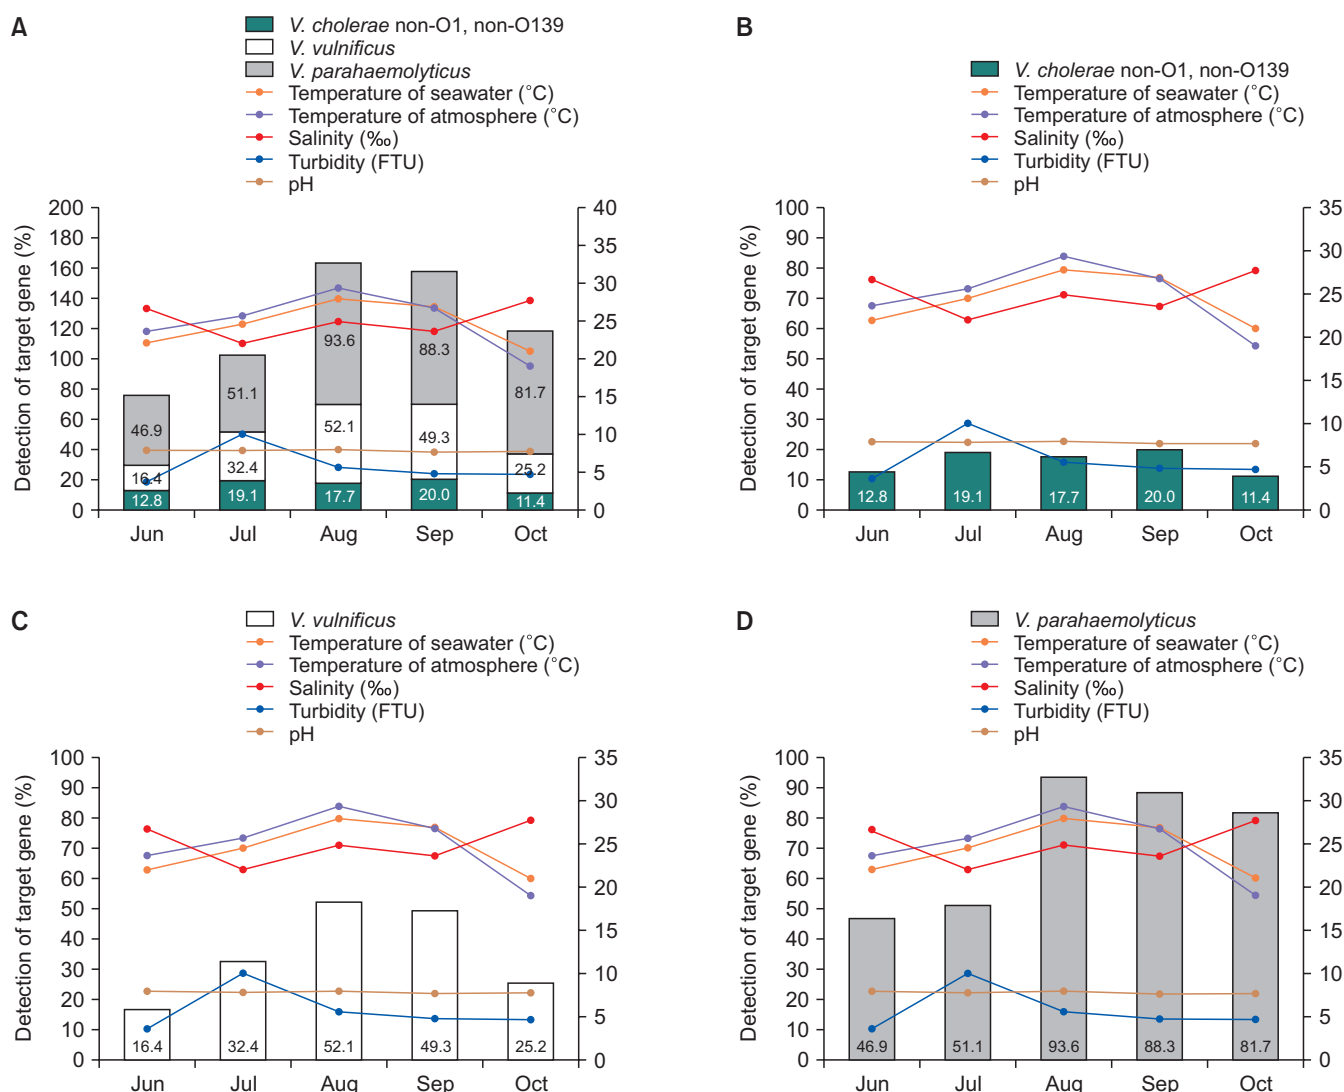 A
V. cholerae non-O1, non-O139
V. vulnificus
V. parahaemolyticus
Temperature of seawater (°C)
Temperature of atmosphere (°C)
Salinity (‰)
Turbidity (FTU)
pH
Detection of target gene (%)
200
180
160
140
120
100
80
60
40
20
0
40
35
30
25
20
15
10
5
0
46.9
16.4
12.8
51.1
32.4
19.1
93.6
52.1
17.7
88.3
49.3
20.0
81.7
25.2
11.4
Jun Jul Aug Sep Oct
B
V. cholerae non-O1, non-O139
Temperature of seawater (°C)
Temperature of atmosphere (°C)
Salinity (‰)
Turbidity (FTU)
pH
Detection of target gene (%)
100
90
80
70
60
50
40
30
20
10
0
35
30
25
20
15
10
5
0
12.8 19.1 17.7 20.0 11.4
Jun Jul Aug Sep Oct
C
V. vulnificus
Temperature of seawater (°C)
Temperature of atmosphere (°C)
Salinity (‰)
Turbidity (FTU)
pH
Detection of target gene (%)
100
90
80
70
60
50
40
30
20
10
0
35
30
25
20
15
10
5
0
16.4 32.4 52.1 49.3 25.2
Jun Jul Aug Sep Oct
D
V. parahaemolyticus
Temperature of seawater (°C)
Temperature of atmosphere (°C)
Salinity (‰)
Turbidity (FTU)
pH
Detection of target gene (%)
100
90
80
70
60
50
40
30
20
10
0
35
30
25
20
15
10
5
0
46.9 51.1 93.6 88.3 81.7
Jun Jul Aug Sep Oct